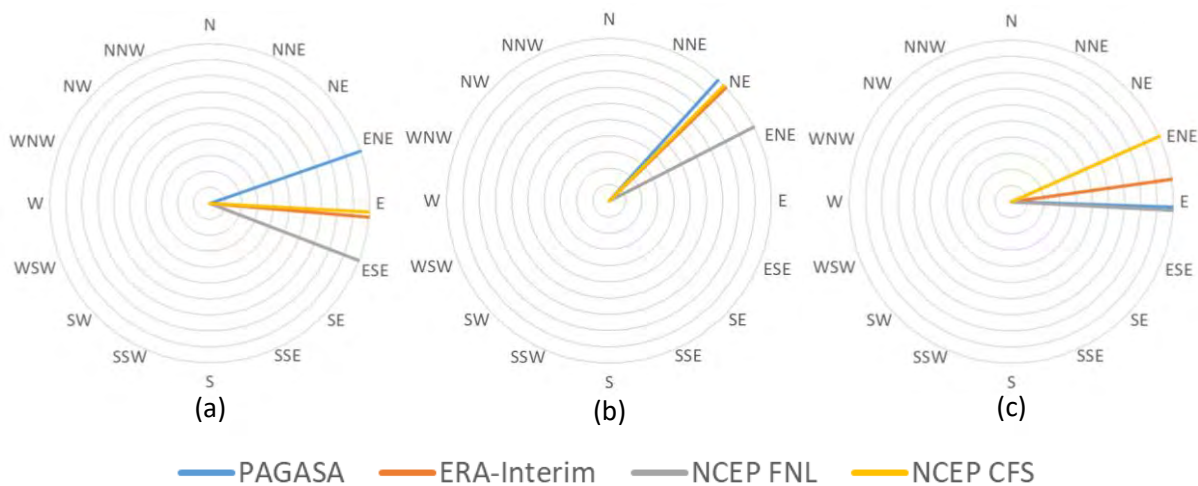 N
NNW NNE
NW NE
WNW ENE
W E
WSW ESE
SW SE
SSW SSE
S
(a)
N
NNW NNE
NW NE
WNW ENE
W E
WSW ESE
SW SE
SSW SSE
S
(b)
N
NNW NNE
NW NE
WNW ENE
W E
WSW ESE
SW SE
SSW SSE
S
(c)
PAGASA ERA-Interim NCEP FNL NCEP CFS